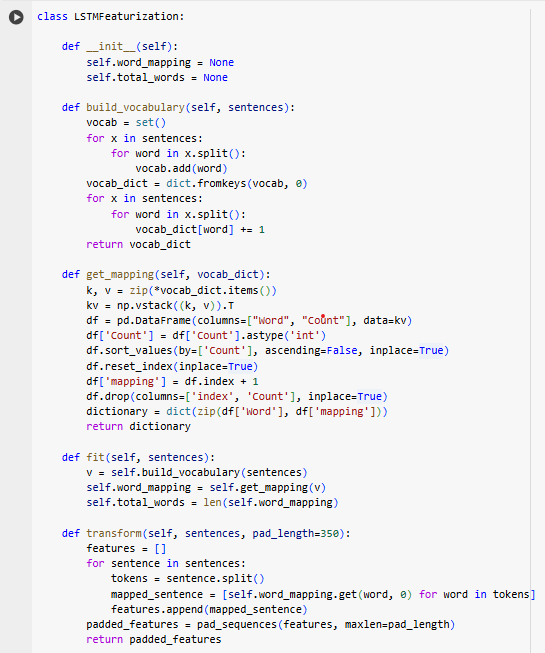 class LSTMFeaturization:
def __init__(self):
self.word_mapping = None
self.total_words = None
def build_vocabulary(self, sentences):
vocab = set()
for x in sentences:
for word in x.split():
vocab.add(word)
vocab_dict = dict.fromkeys(vocab, 0)
for x in sentences:
for word in x.split():
vocab_dict[word] += 1
return vocab_dict
def get_mapping(self, vocab_dict):
k, v = zip(*vocab_dict.items())
kv = np.vstack((k, v)).T
df = pd.DataFrame(columns=["Word", "Count"], data=kv)
df['Count'] = df['Count'].astype('int')
df.sort_values(by=['Count'], ascending=False, inplace=True)
df.reset_index(inplace=True)
df['mapping'] = df.index + 1
df.drop(columns=['index', 'Count'], inplace=True)
dictionary = dict(zip(df['Word'], df['mapping']))
return dictionary
def fit(self, sentences):
v = self.build_vocabulary(sentences)
self.word_mapping = self.get_mapping(v)
self.total_words = len(self.word_mapping)
def transform(self, sentences, pad_length=350):
features = []
for sentence in sentences:
tokens = sentence.split()
mapped_sentence = [self.word_mapping.get(word, 0) for word in tokens]
features.append(mapped_sentence)
padded_features = pad_sequences(features, maxlen=pad_length)
return padded_features